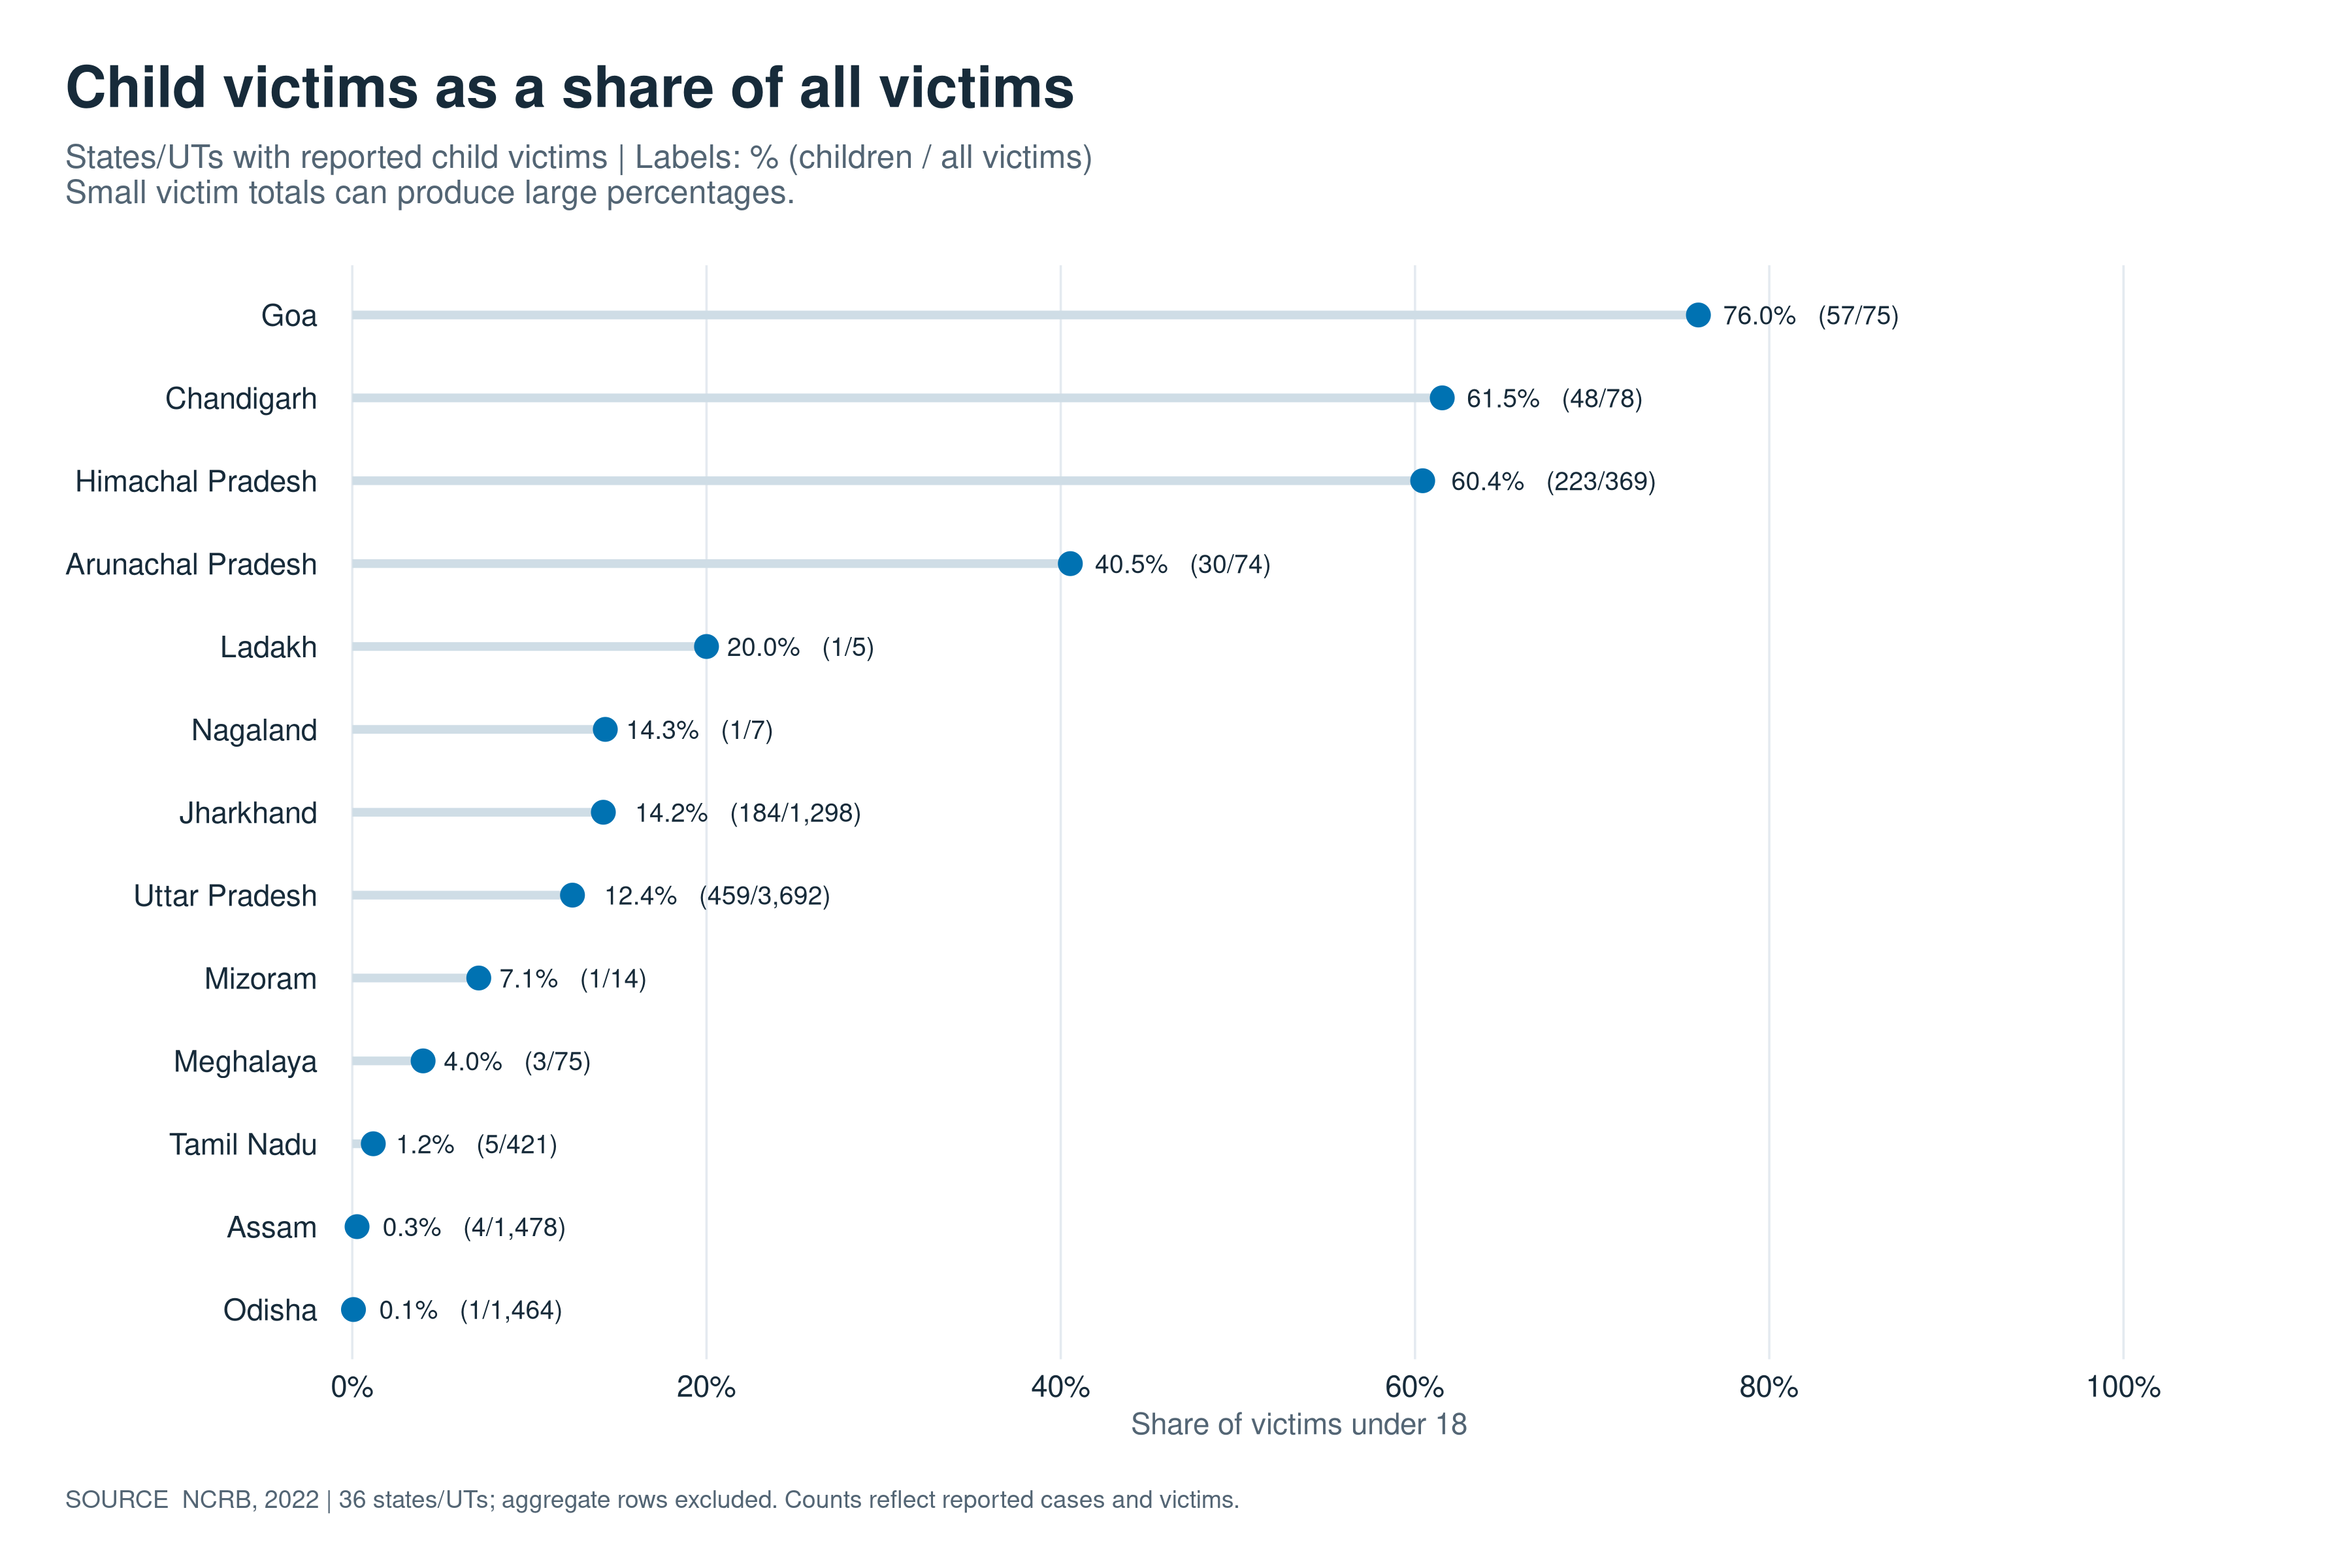 Child victims as a share of all victims
States/UTs with reported child victims | Labels: % (children / all victims)
Small victim totals can produce large percentages.
Goa 76.0% (57/75)
Chandigarh 61.5% (48/78)
Himachal Pradesh 60.4% (223/369)
Arunachal Pradesh 40.5% (30/74)
Ladakh 20.0% (1/5)
Nagaland 14.3% (1/7)
Jharkhand 14.2% (184/1,298)
Uttar Pradesh 12.4% (459/3,692)
Mizoram 7.1% (1/14)
Meghalaya 4.0% (3/75)
Tamil Nadu 1.2% (5/421)
Assam 0.3% (4/1,478)
Odisha 0.1% (1/1,464)
0% 20% 40% 60% 80% 100%
Share of victims under 18
SOURCE NCRB, 2022 | 36 states/UTs; aggregate rows excluded. Counts reflect reported cases and victims.